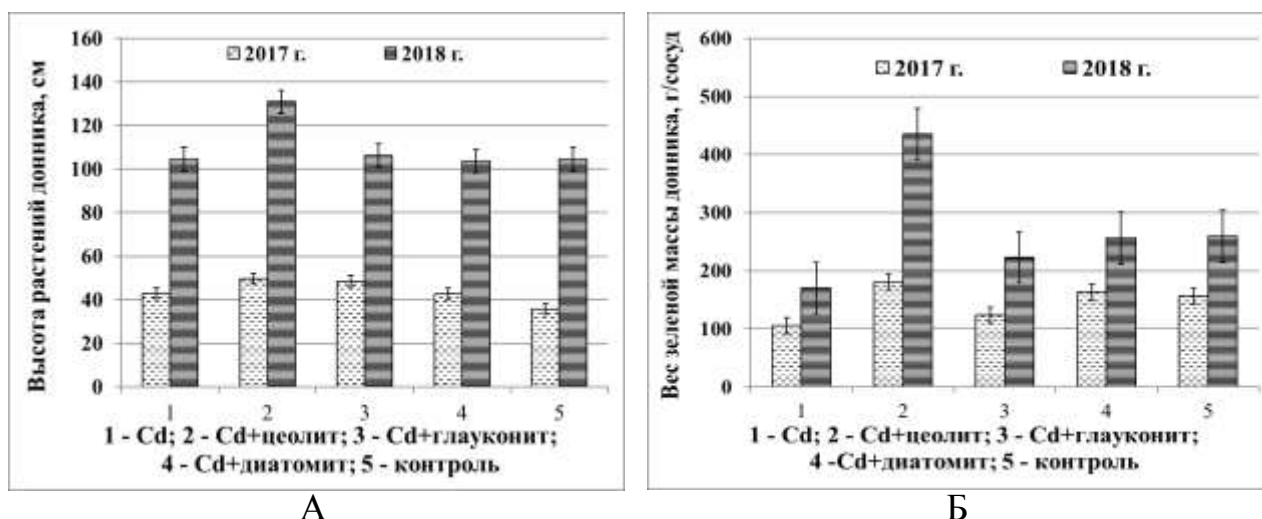 160
140
120
100
80
60
40
20
0
Высота растений донника, см
2017 г. 2018 г.
1 2 3 4 5
1 - Cd; 2 - Cd+цеолит; 3 - Cd+глауконит;
4 - Cd+диатомит; 5 - контроль
А
600
500
400
300
200
100
0
Вес зеленой массы донника, г/сосуд
2017 г. 2018 г.
1 2 3 4 5
1 - Cd; 2 - Cd+цеолит; 3 - Cd+глауконит;
4 -Cd+диатомит; 5 - контроль
Б